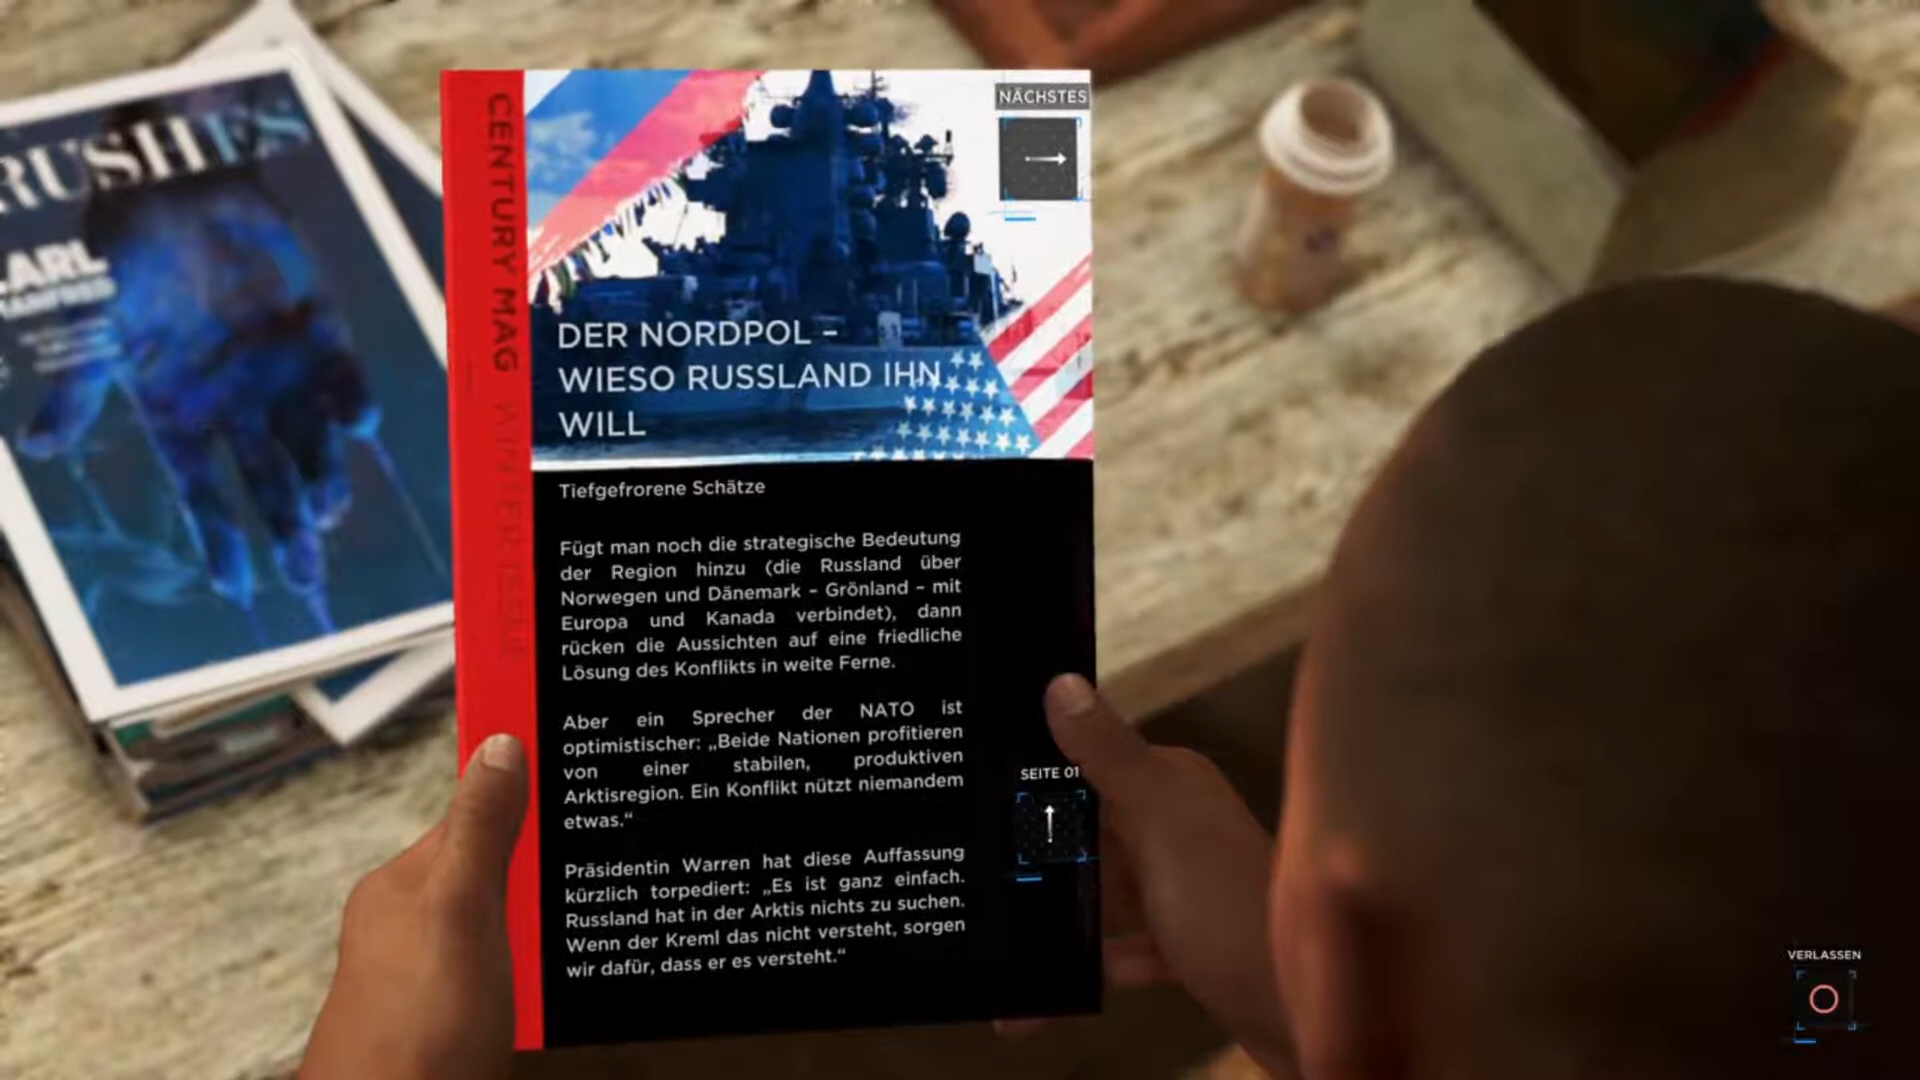 RUSHES
CENTURY MAG
NÄCHSTES
DER NORDPOL –
WIESO RUSSLAND IHN
WILL
Tiefgefrorene Schätze
Fügt man noch die strategische Bedeutung
der Region hinzu (die Russland über
Norwegen und Dänemark – Grönland – mit
Europa und Kanada verbindet), dann
rücken die Aussichten auf eine friedliche
Lösung des Konflikts in weite Ferne.
Aber ein Sprecher der NATO ist
optimistischer: „Beide Nationen profitieren
von einer stabilen, produktiven
Arktisregion. Ein Konflikt nützt niemandem
etwas.“
SEITE 01
Präsidentin Warren hat diese Auffassung
kürzlich torpediert: „Es ist ganz einfach.
Russland hat in der Arktis nichts zu suchen.
Wenn der Kreml das nicht versteht, sorgen
wir dafür, dass er es versteht.“
VERLASSEN